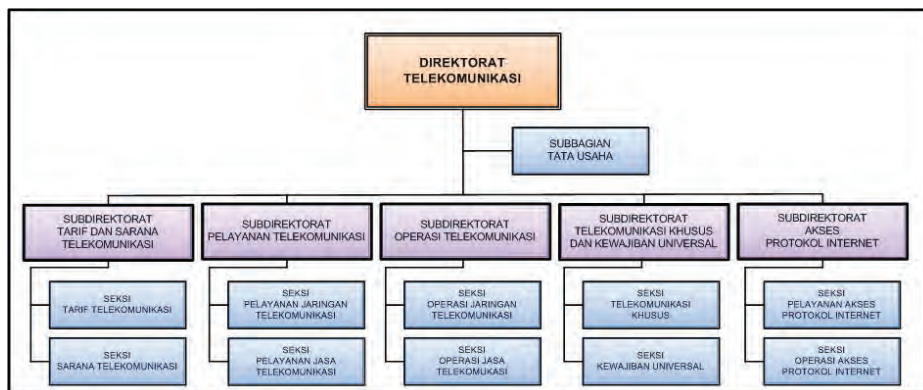 DIREKTORAT
TELEKOMUNIKASI
SUBBAGIAN
TATA USAHA
SUBDIREKTORAT
TARIF DAN SARANA
TELEKOMUNIKASI
SUBDIREKTORAT
PELAYANAN TELEKOMUNIKASI
SUBDIREKTORAT
OPERASI TELEKOMUNIKASI
SUBDIREKTORAT
TELEKOMUNIKASI KHUSUS
DAN KEWAJIBAN UNIVERSAL
SUBDIREKTORAT
AKSES
PROTOKOL INTERNET
SEKSI
TARIF TELEKOMUNIKASI
SEKSI
PELAYANAN JARINGAN
TELEKOMUNIKASI
SEKSI
OPERASI JARINGAN
TELEKOMUNIKASI
SEKSI
TELEKOMUNIKASI
KHUSUS
SEKSI
PELAYANAN AKSES
PROTOKOL INTERNET
SEKSI
SARANA TELEKOMUNIKASI
SEKSI
PELAYANAN JASA
TELEKOMUNIKASI
SEKSI
OPERASI JASA
TELEKOMUKASI
SEKSI
KEWAJIBAN UNIVERSAL
SEKSI
OPERASI AKSES
PROTOKOL INTERNET